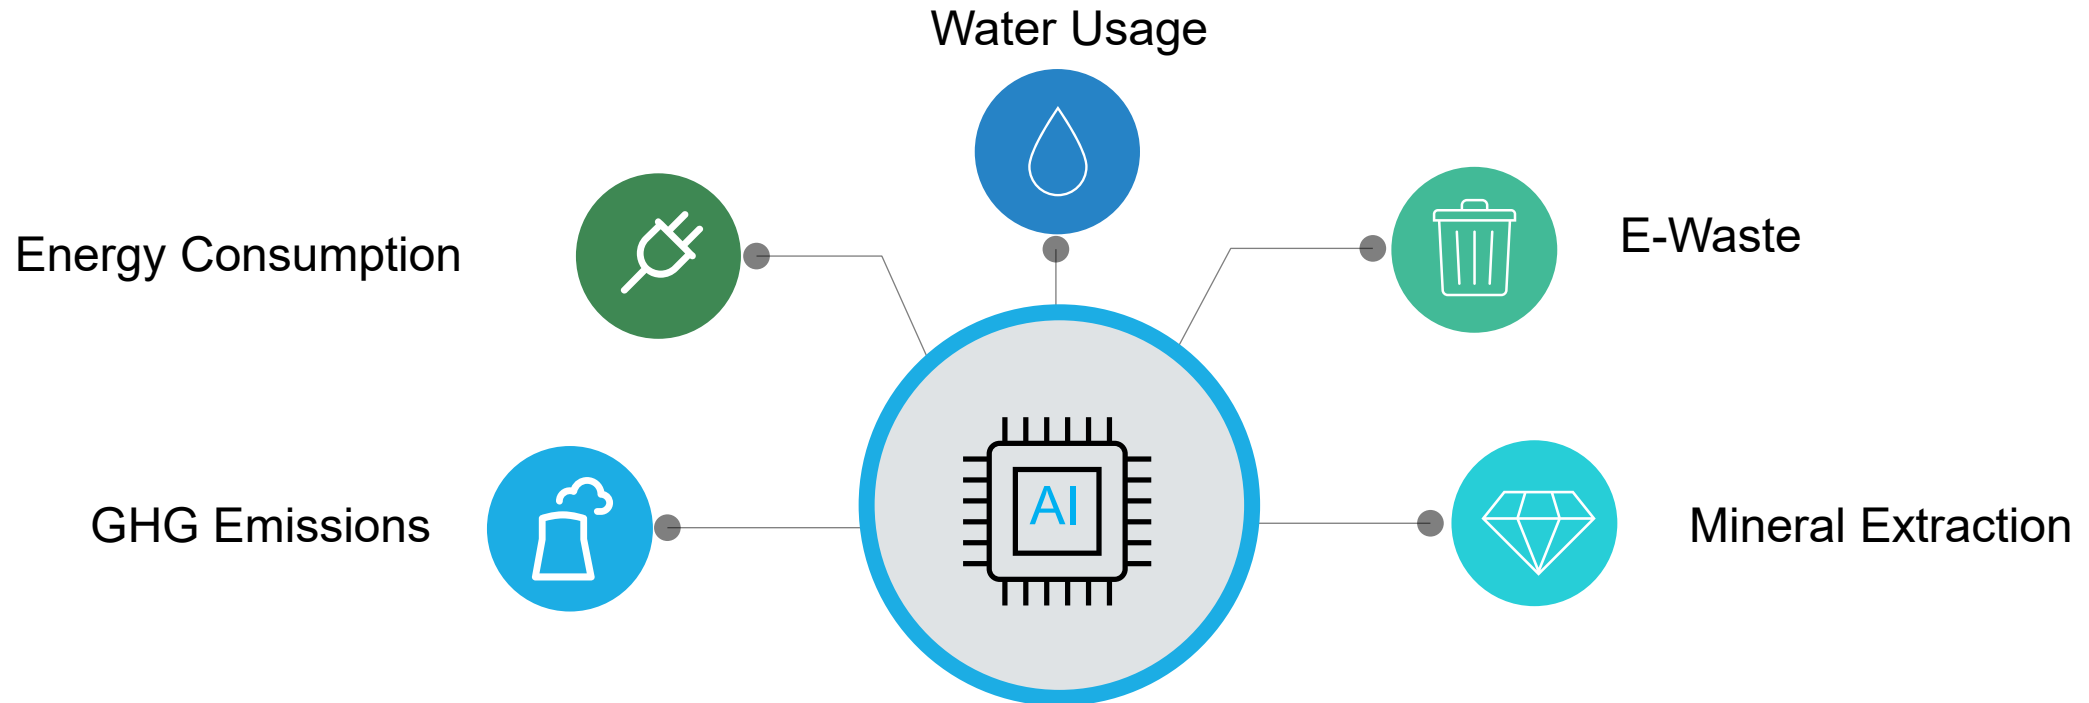 Water Usage
Energy Consumption
E-Waste
GHG Emissions
AI
Mineral Extraction